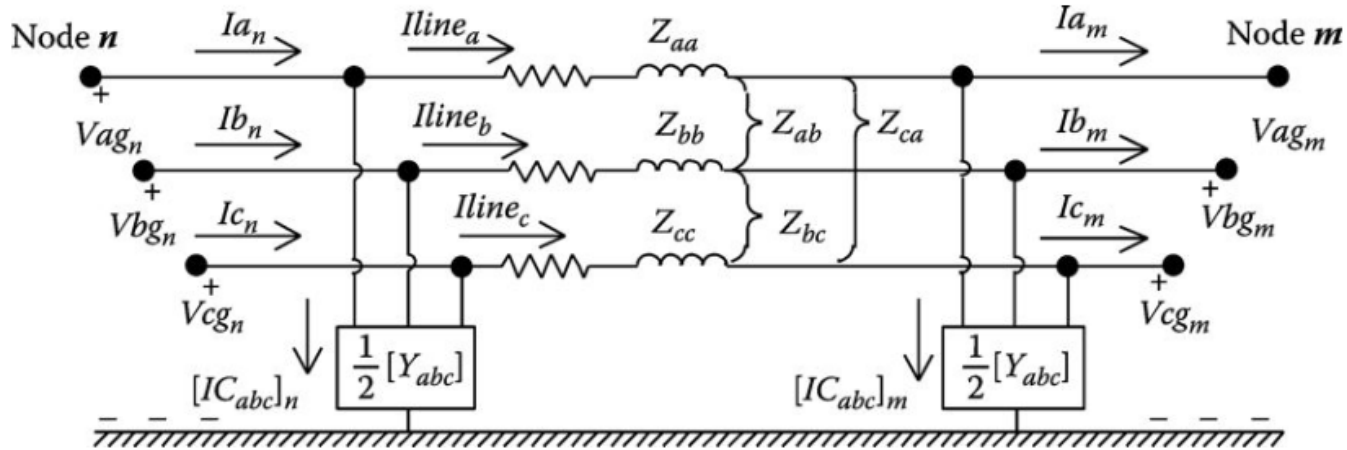 Node n Ia_n Iline_a Z_aa Ia_m Node m
+ Vag_n Ib_n Iline_b Z_bb Z_ab Z_ca Ib_m Vag_m
+ Vbg_n Ic_n Iline_c Z_cc Z_bc Ic_m + Vbg_m
+ Vcg_n + Vcg_m
[IC_abc]_n 1/2 [Y_abc] [IC_abc]_m 1/2 [Y_abc]